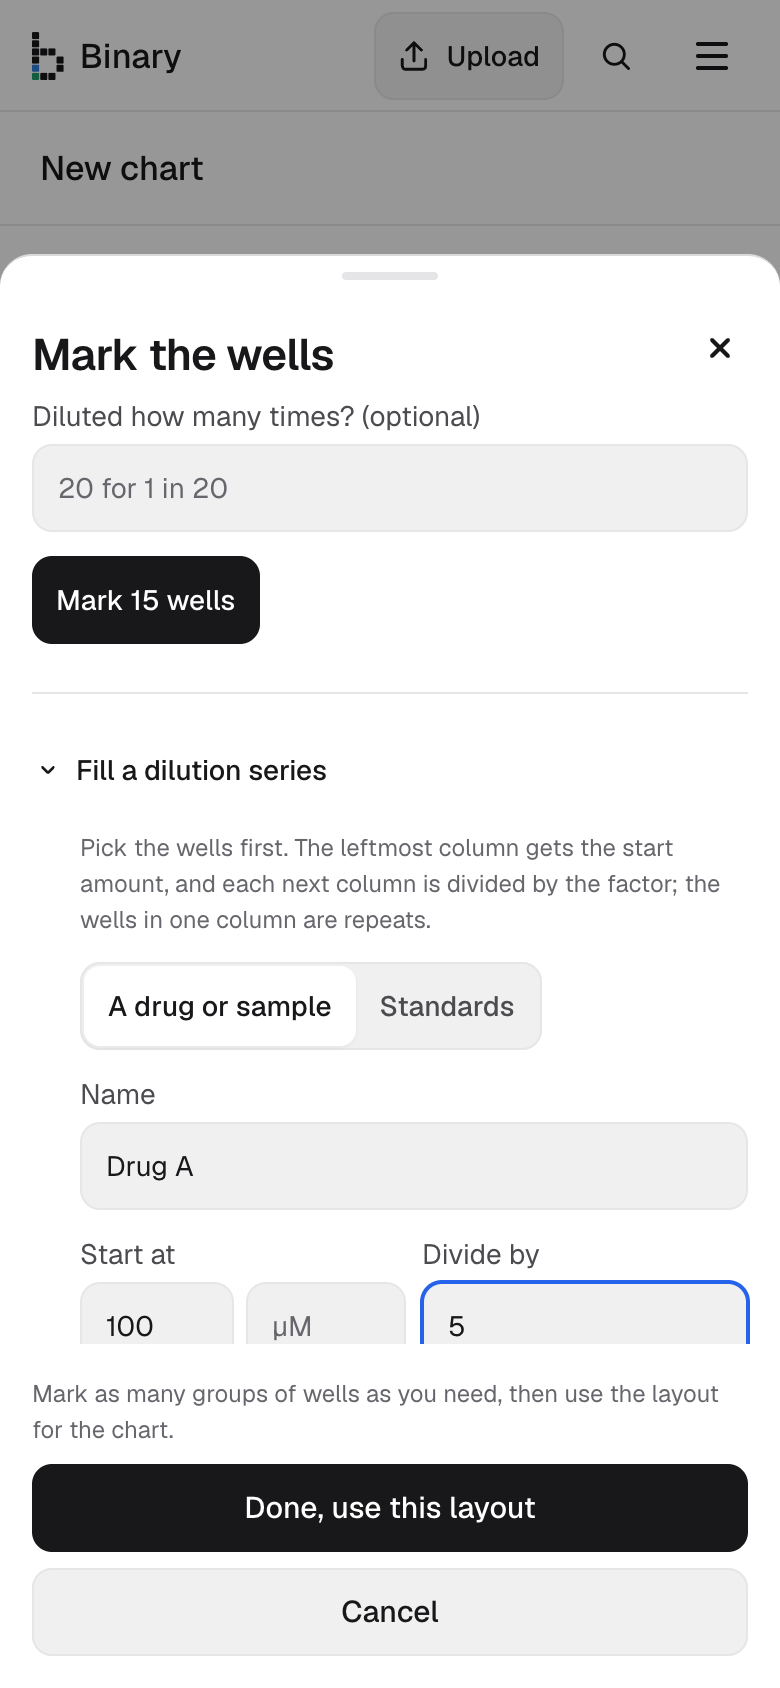 Binary
Upload
New chart
Mark the wells
Diluted how many times? (optional)
20 for 1 in 20
Mark 15 wells
Fill a dilution series
Pick the wells first. The leftmost column gets the start
amount, and each next column is divided by the factor; the
wells in one column are repeats.
A drug or sample
Standards
Name
Drug A
Start at
Divide by
100
µM
5
Mark as many groups of wells as you need, then use the layout
for the chart.
Done, use this layout
Cancel